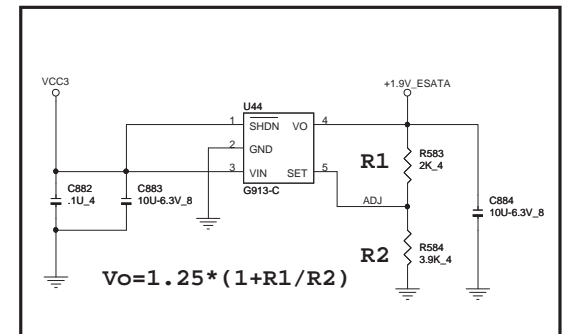 VCC3
+1.9V_ESATA
U44
1 SHDN VO 4
2 GND
3 VIN SET 5
G913-C
R1
R583
2K_4
ADJ
C882
.1U_4
C883
10U-6.3V_8
C884
10U-6.3V_8
R2
R584
3.9K_4
Vo=1.25*(1+R1/R2)